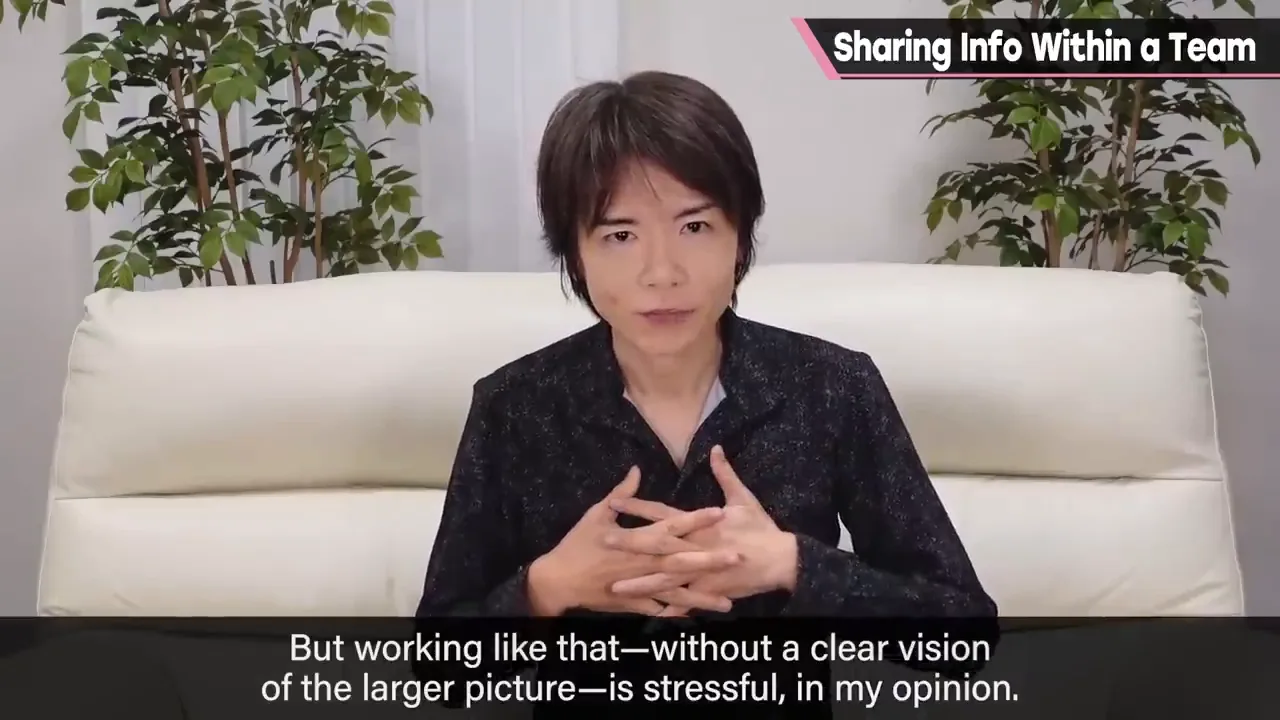 Sharing Info Within a Team
But working like that—without a clear vision
of the larger picture—is stressful, in my opinion.